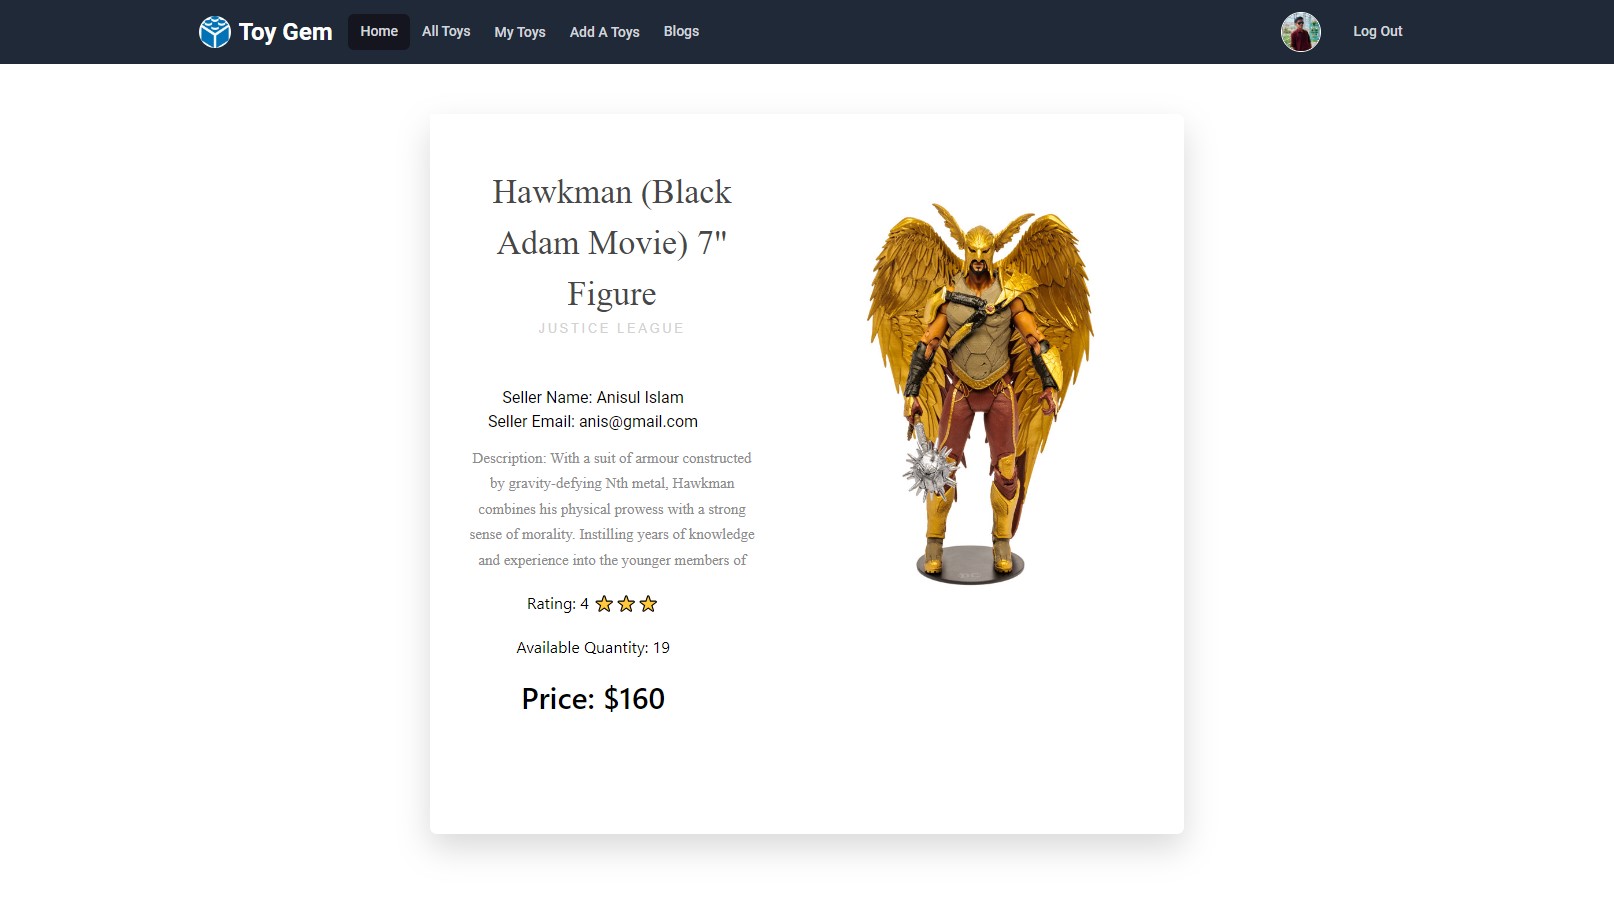 Toy Gem
Home
All Toys
My Toys
Add A Toys
Blogs
Log Out
Hawkman (Black
Adam Movie) 7"
Figure
JUSTICE LEAGUE
Seller Name: Anisul Islam
Seller Email: anis@gmail.com
Description: With a suit of armour constructed
by gravity-defying Nth metal, Hawkman
combines his physical prowess with a strong
sense of morality. Instilling years of knowledge
and experience into the younger members of
Rating: 4
Available Quantity: 19
Price: $160